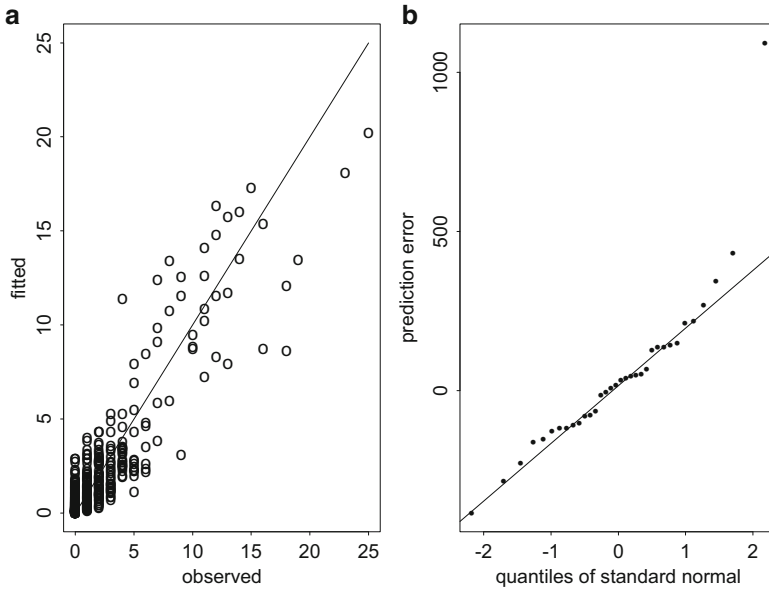 a
25
20
15
10
5
0
fitted
0 5 10 15 20 25
observed
b
1000
500
0
prediction error
-2 -1 0 1 2
quantiles of standard normal